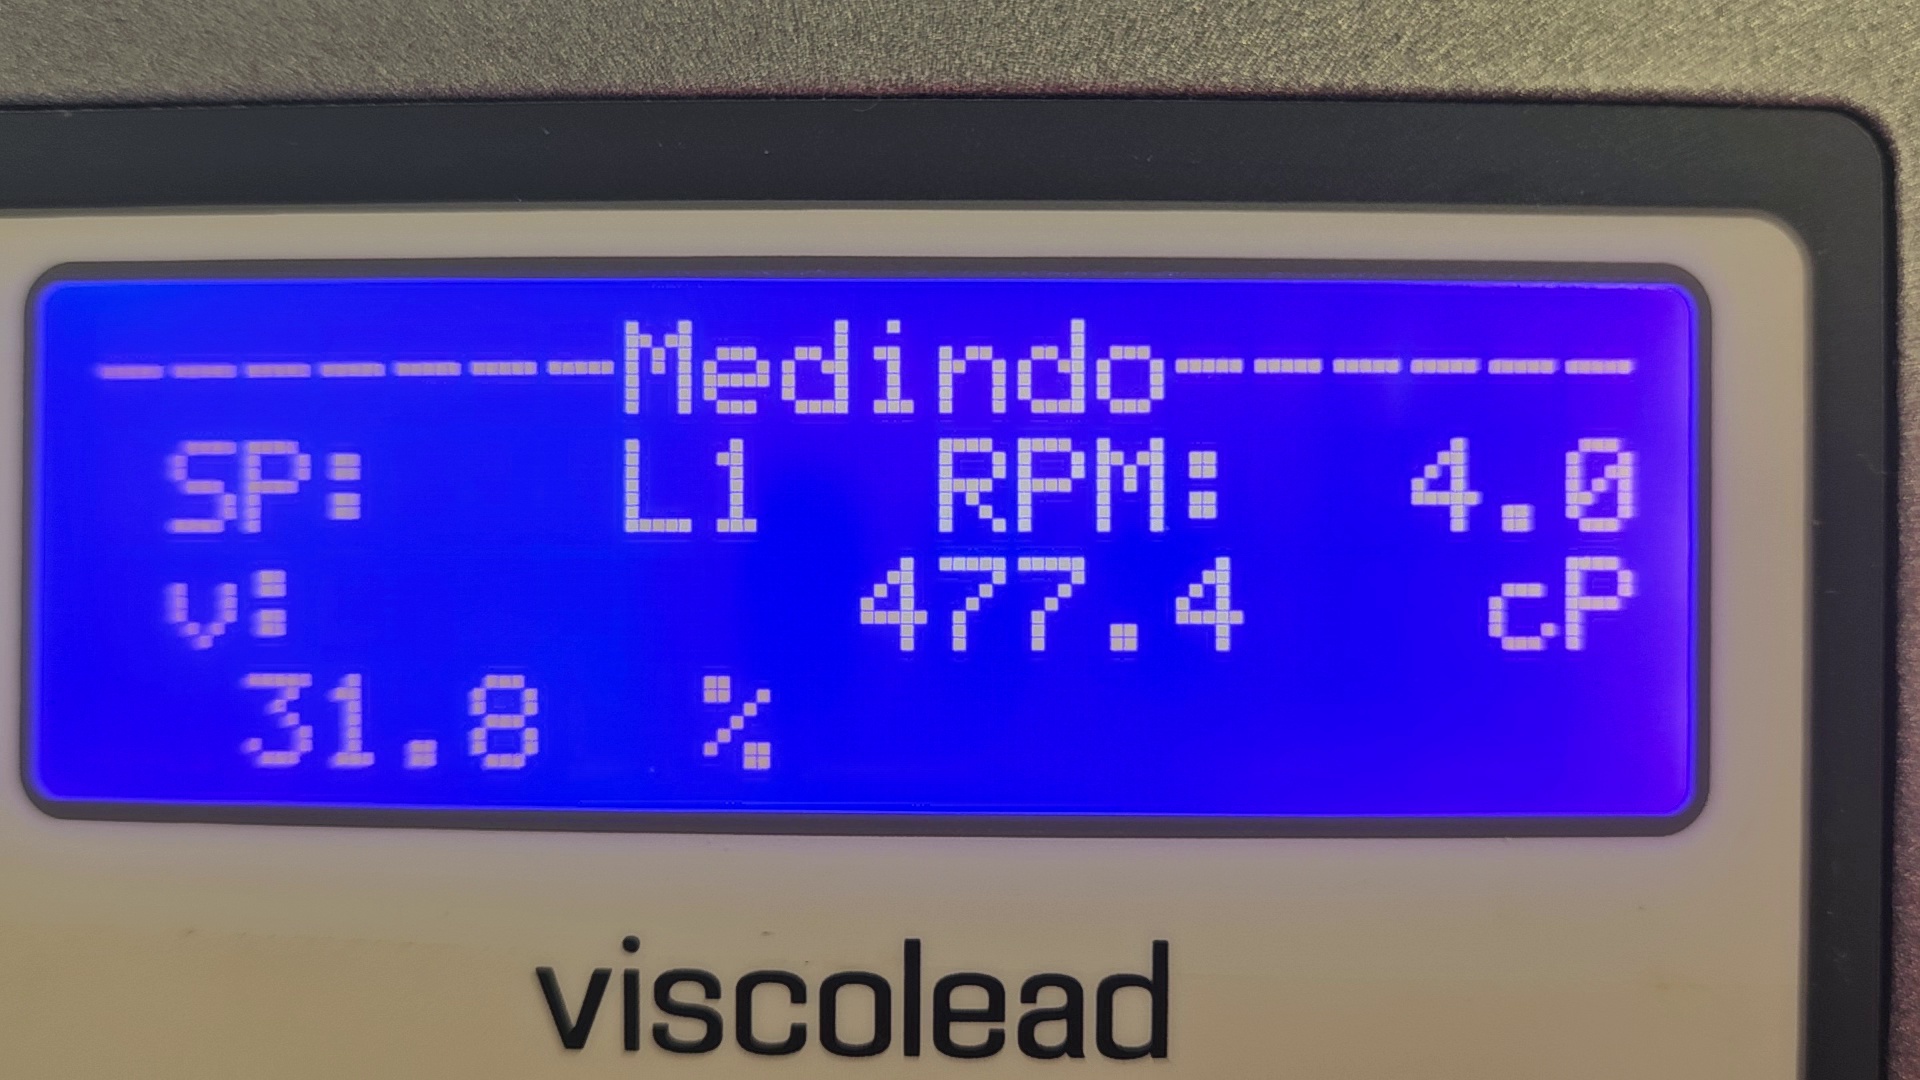 -------Medindo------
SP: L1 RPM: 4.0
v: 477.4 cP
31.8 %
viscolead